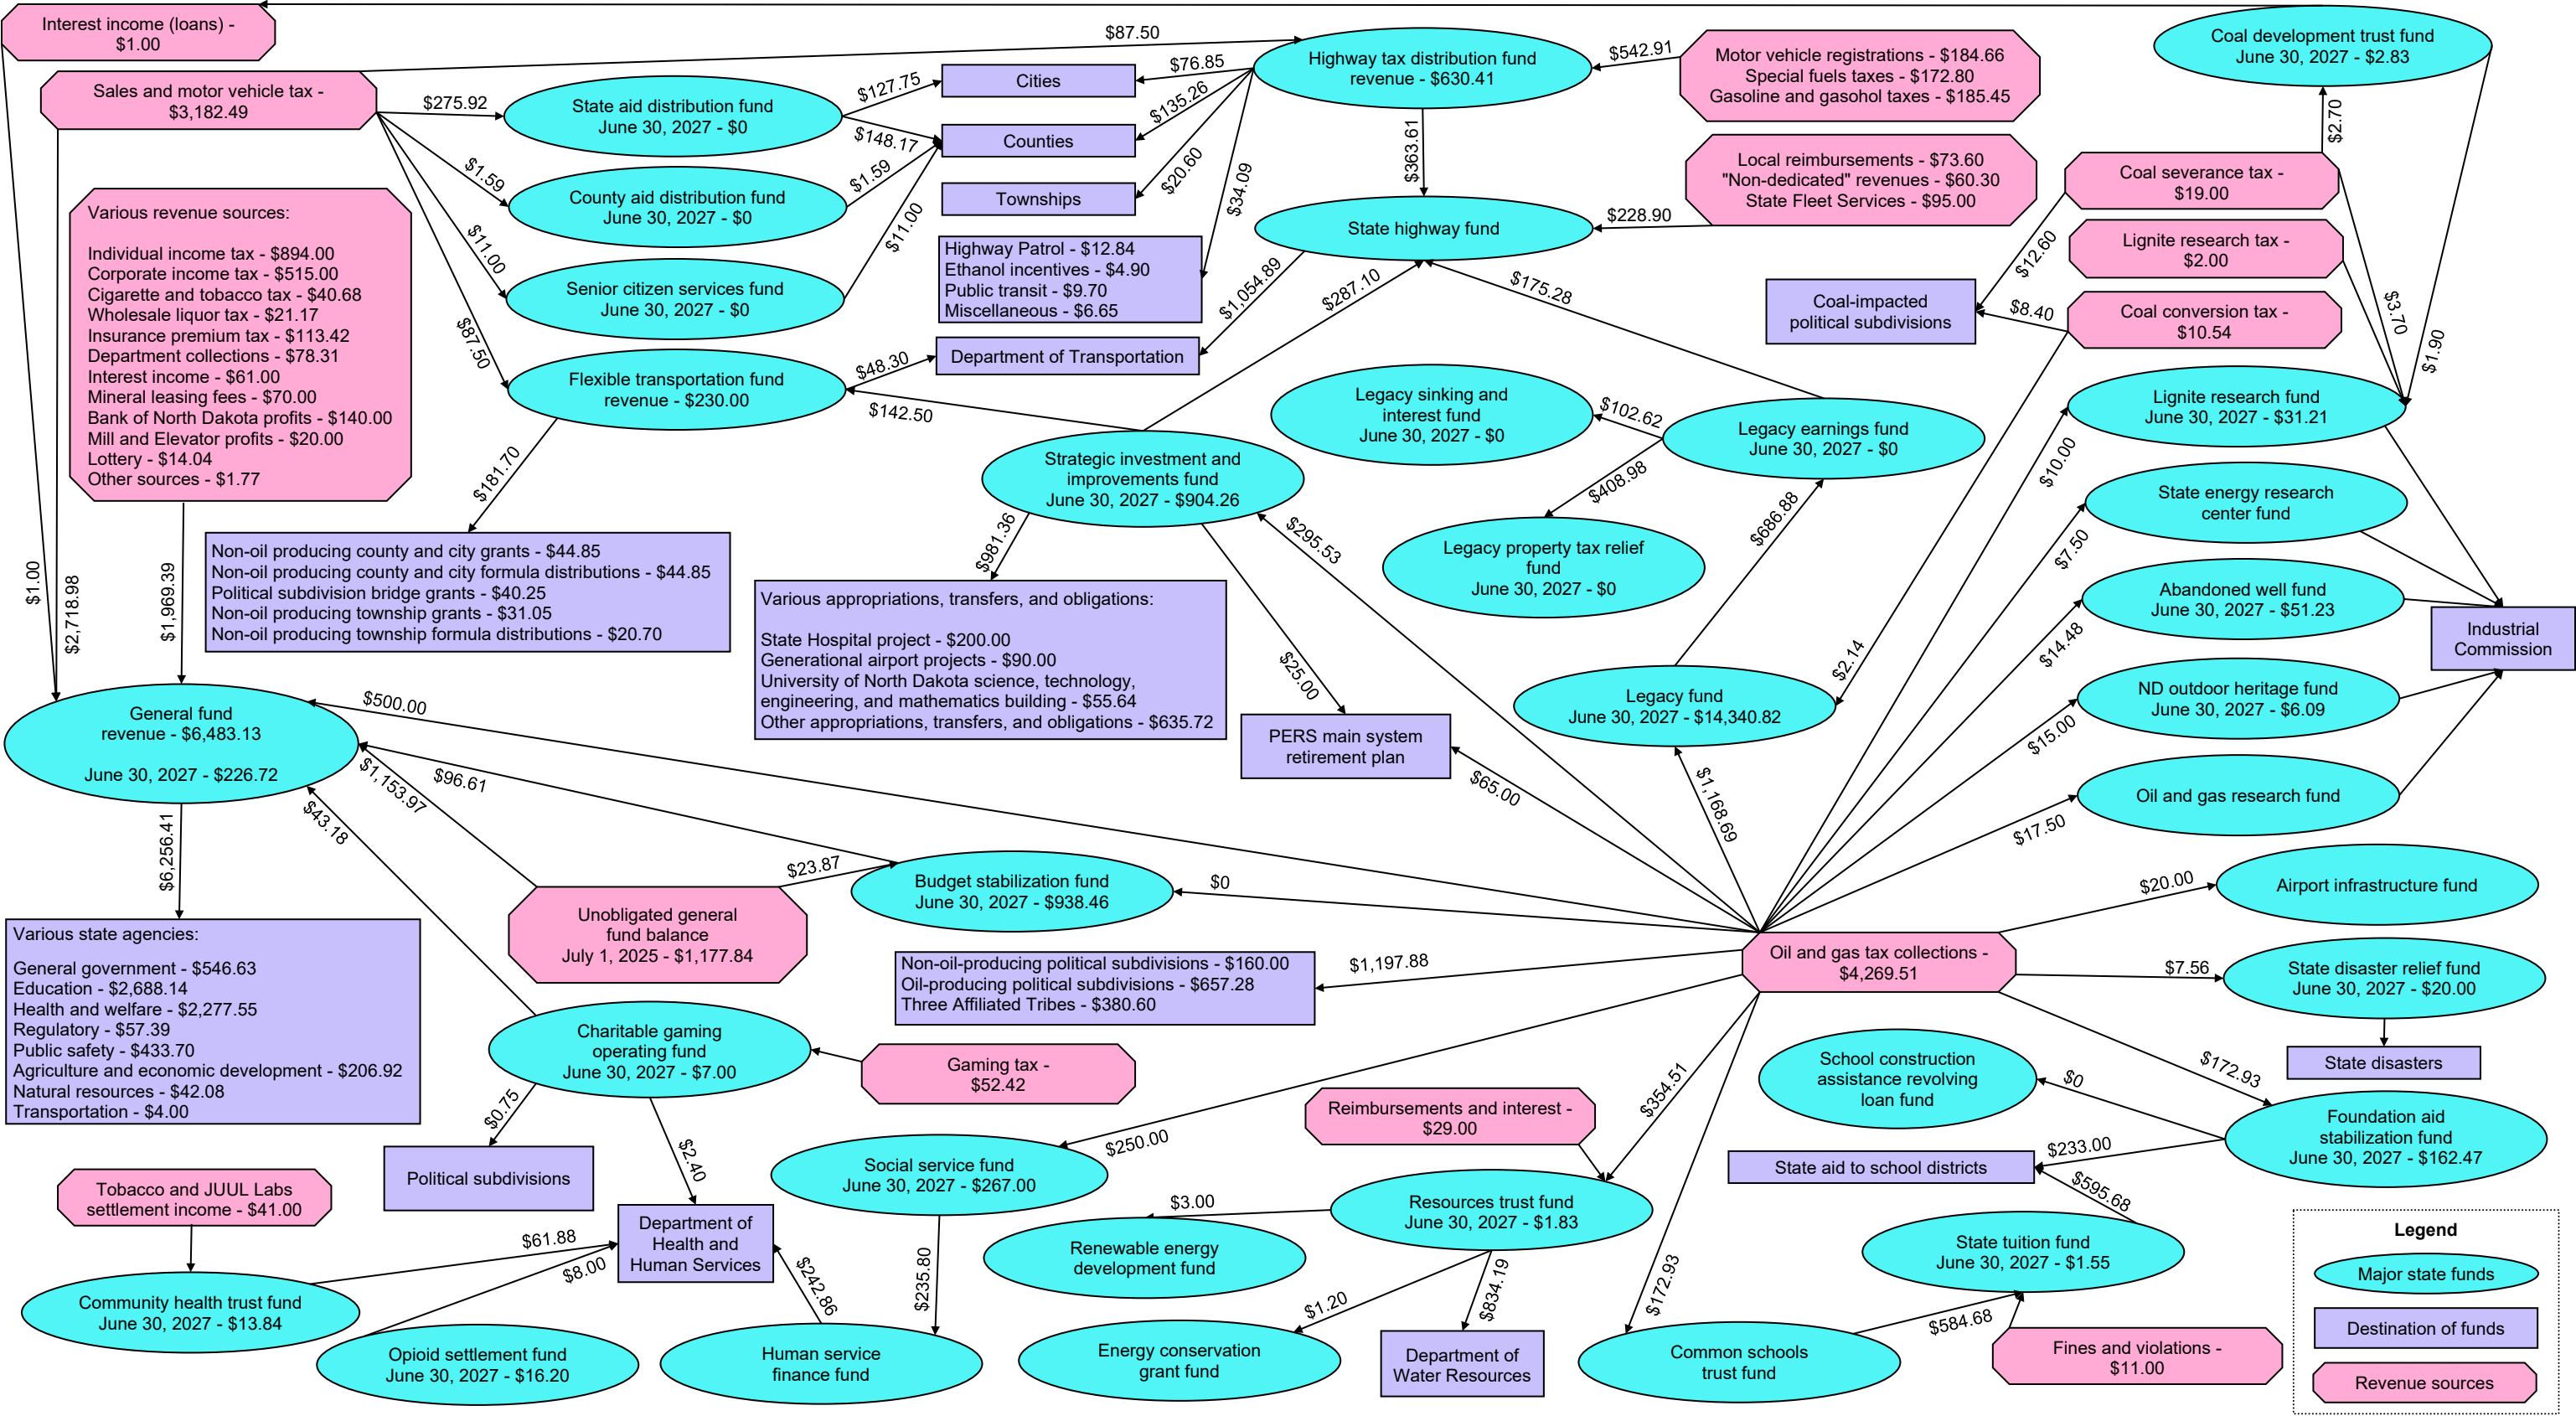 Interest income (loans) -
$1.00
Sales and motor vehicle tax -
$3,182.49
$87.50
$275.92
$1.59
$11.00
$87.50
State aid distribution fund
June 30, 2027 - $0
County aid distribution fund
June 30, 2027 - $0
Senior citizen services fund
June 30, 2027 - $0
Flexible transportation fund
revenue - $230.00
$127.75
$148.17
$1.59
$11.00
$48.30
$142.50
$181.70
Cities
Counties
Townships
Highway Patrol - $12.84
Ethanol incentives - $4.90
Public transit - $9.70
Miscellaneous - $6.65
Department of Transportation
$76.85
$135.26
$20.60
$34.09
Highway tax distribution fund
revenue - $630.41
$542.91
Motor vehicle registrations - $184.66
Special fuels taxes - $172.80
Gasoline and gasohol taxes - $185.45
$363.61
Local reimbursements - $73.60
"Non-dedicated" revenues - $60.30
State Fleet Services - $95.00
$228.90
State highway fund
$1,054.89
$287.10
$175.28
Coal development trust fund
June 30, 2027 - $2.83
$2.70
Coal severance tax -
$19.00
Lignite research tax -
$2.00
Coal conversion tax -
$10.54
$12.60
$8.40
$3.70
$1.90
Coal-impacted
political subdivisions
Various revenue sources:
Individual income tax - $894.00
Corporate income tax - $515.00
Cigarette and tobacco tax - $40.68
Wholesale liquor tax - $21.17
Insurance premium tax - $113.42
Department collections - $78.31
Interest income - $61.00
Mineral leasing fees - $70.00
Bank of North Dakota profits - $140.00
Mill and Elevator profits - $20.00
Lottery - $14.04
Other sources - $1.77
$1.00
$2,718.98
$1,969.39
Non-oil producing county and city grants - $44.85
Non-oil producing county and city formula distributions - $44.85
Political subdivision bridge grants - $40.25
Non-oil producing township grants - $31.05
Non-oil producing township formula distributions - $20.70
Strategic investment and
improvements fund
June 30, 2027 - $904.26
$981.36
$25.00
$295.53
Various appropriations, transfers, and obligations:
State Hospital project - $200.00
Generational airport projects - $90.00
University of North Dakota science, technology,
engineering, and mathematics building - $55.64
Other appropriations, transfers, and obligations - $635.72
Legacy sinking and
interest fund
June 30, 2027 - $0
$102.62
Legacy earnings fund
June 30, 2027 - $0
$408.98
Legacy property tax relief
fund
June 30, 2027 - $0
$686.88
Legacy fund
June 30, 2027 - $14,340.82
$2.14
$1,168.69
PERS main system
retirement plan
$65.00
Lignite research fund
June 30, 2027 - $31.21
State energy research
center fund
Abandoned well fund
June 30, 2027 - $51.23
ND outdoor heritage fund
June 30, 2027 - $6.09
Oil and gas research fund
$10.00
$7.50
$14.48
$15.00
$17.50
Industrial
Commission
General fund
revenue - $6,483.13
June 30, 2027 - $226.72
$500.00
$96.61
$1,153.97
$43.18
$6,256.41
Various state agencies:
General government - $546.63
Education - $2,688.14
Health and welfare - $2,277.55
Regulatory - $57.39
Public safety - $433.70
Agriculture and economic development - $206.92
Natural resources - $42.08
Transportation - $4.00
Unobligated general
fund balance
July 1, 2025 - $1,177.84
$23.87
Budget stabilization fund
June 30, 2027 - $938.46
$0
Non-oil-producing political subdivisions - $160.00
Oil-producing political subdivisions - $657.28
Three Affiliated Tribes - $380.60
$1,197.88
Oil and gas tax collections -
$4,269.51
$20.00
Airport infrastructure fund
$7.56
State disaster relief fund
June 30, 2027 - $20.00
State disasters
$172.93
Charitable gaming
operating fund
June 30, 2027 - $7.00
Gaming tax -
$52.42
$0.75
$2.40
Political subdivisions
Tobacco and JUUL Labs
settlement income - $41.00
Community health trust fund
June 30, 2027 - $13.84
$61.88
$8.00
Opioid settlement fund
June 30, 2027 - $16.20
Department of
Health and
Human Services
$242.86
Social service fund
June 30, 2027 - $267.00
$250.00
$235.80
Human service
finance fund
Reimbursements and interest -
$29.00
$354.51
Resources trust fund
June 30, 2027 - $1.83
$3.00
Renewable energy
development fund
$1.20
Energy conservation
grant fund
$834.19
Department of
Water Resources
$172.93
Common schools
trust fund
$584.68
Fines and violations -
$11.00
State tuition fund
June 30, 2027 - $1.55
$595.68
State aid to school districts
$233.00
School construction
assistance revolving
loan fund
$0
Foundation aid
stabilization fund
June 30, 2027 - $162.47
Legend
Major state funds
Destination of funds
Revenue sources